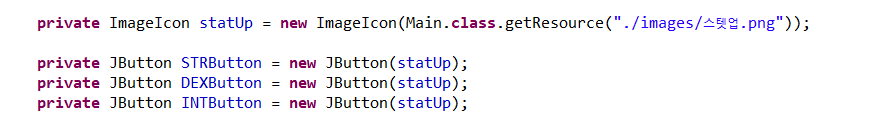 private ImageIcon statUp = new ImageIcon(Main.class.getResource("./images/스텟업.png"));
private JButton STRButton = new JButton(statUp);
private JButton DEXButton = new JButton(statUp);
private JButton INTButton = new JButton(statUp);